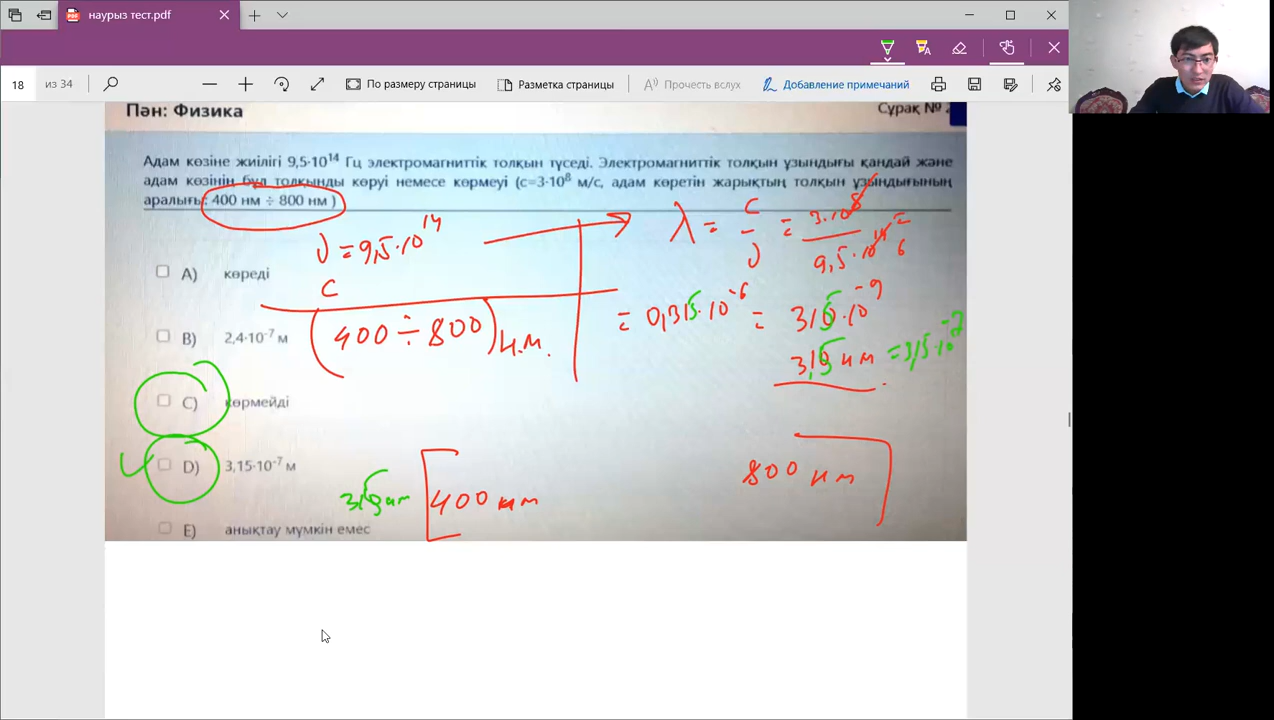 наурыз тест.pdf
18 из 34
По размеру страницы
Разметка страницы
Прочесть вслух
Добавление примечаний
Пән: Физика
Сұрақ №
Адам көзіне жиілігі 9,5·10¹⁴ Гц электромагниттік толқын түседі. Электромагниттік толқын ұзындығы қандай және
адам көзінің бұл толқынды көруі немесе көрмеуі (c=3·10⁸ м/с, адам көретін жарықтың толқын ұзындығының
аралығы: 400 нм ÷ 800 нм )
ν = 9,5·10¹⁴
c
(400 ÷ 800) н.м.
λ = c/ν = 3·10⁸/9,5·10¹⁴ =
= 0,315·10⁻⁶ = 315·10⁻⁹
315 нм = 3,15·10⁻⁷
A) көреді
B) 2,4·10⁻⁷ м
C) көрмейді
D) 3,15·10⁻⁷ м
315 нм [400 нм 800 нм]
E) анықтау мүмкін емес